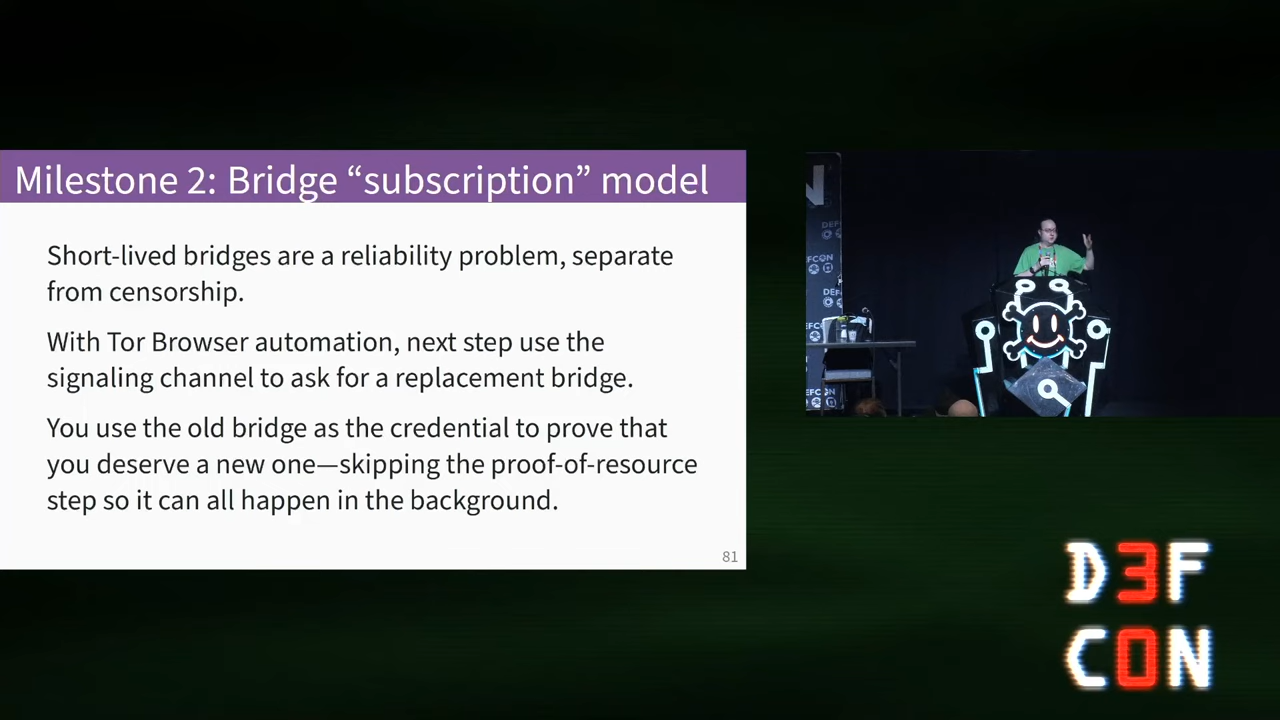 Milestone 2: Bridge “subscription” model
Short-lived bridges are a reliability problem, separate
from censorship.
With Tor Browser automation, next step use the
signaling channel to ask for a replacement bridge.
You use the old bridge as the credential to prove that
you deserve a new one—skipping the proof-of-resource
step so it can all happen in the background.
81
D3F
C0N